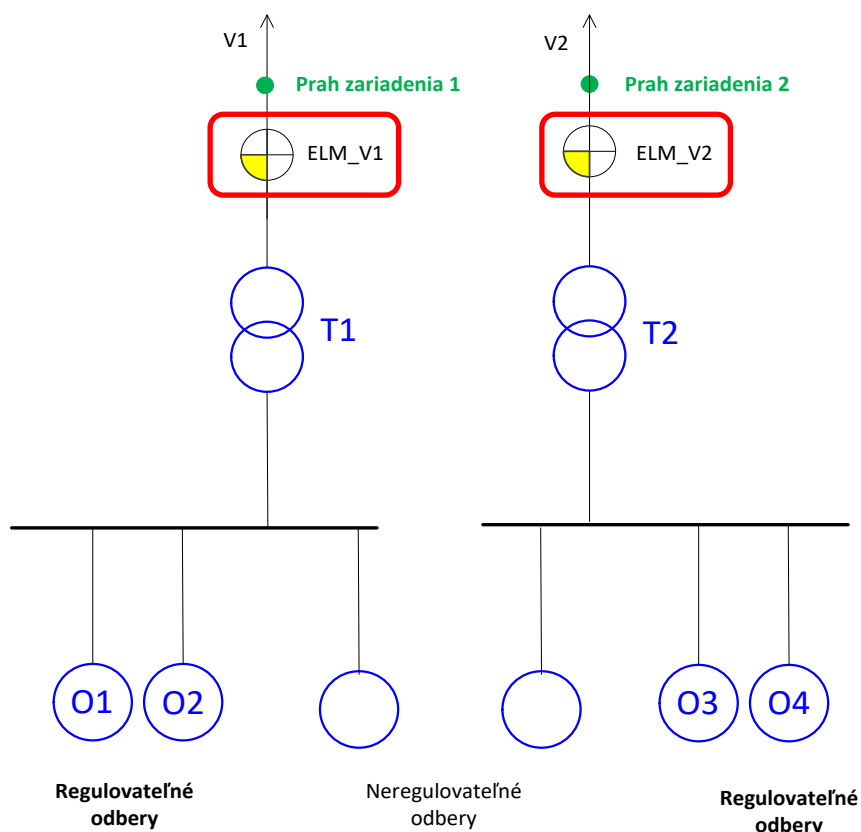 V1
V2
Prah zariadenia 1
Prah zariadenia 2
ELM_V1
ELM_V2
T1
T2
O1
O2
O3
O4
Regulovateľné
odbery
Neregulovateľné
odbery
Regulovateľné
odbery